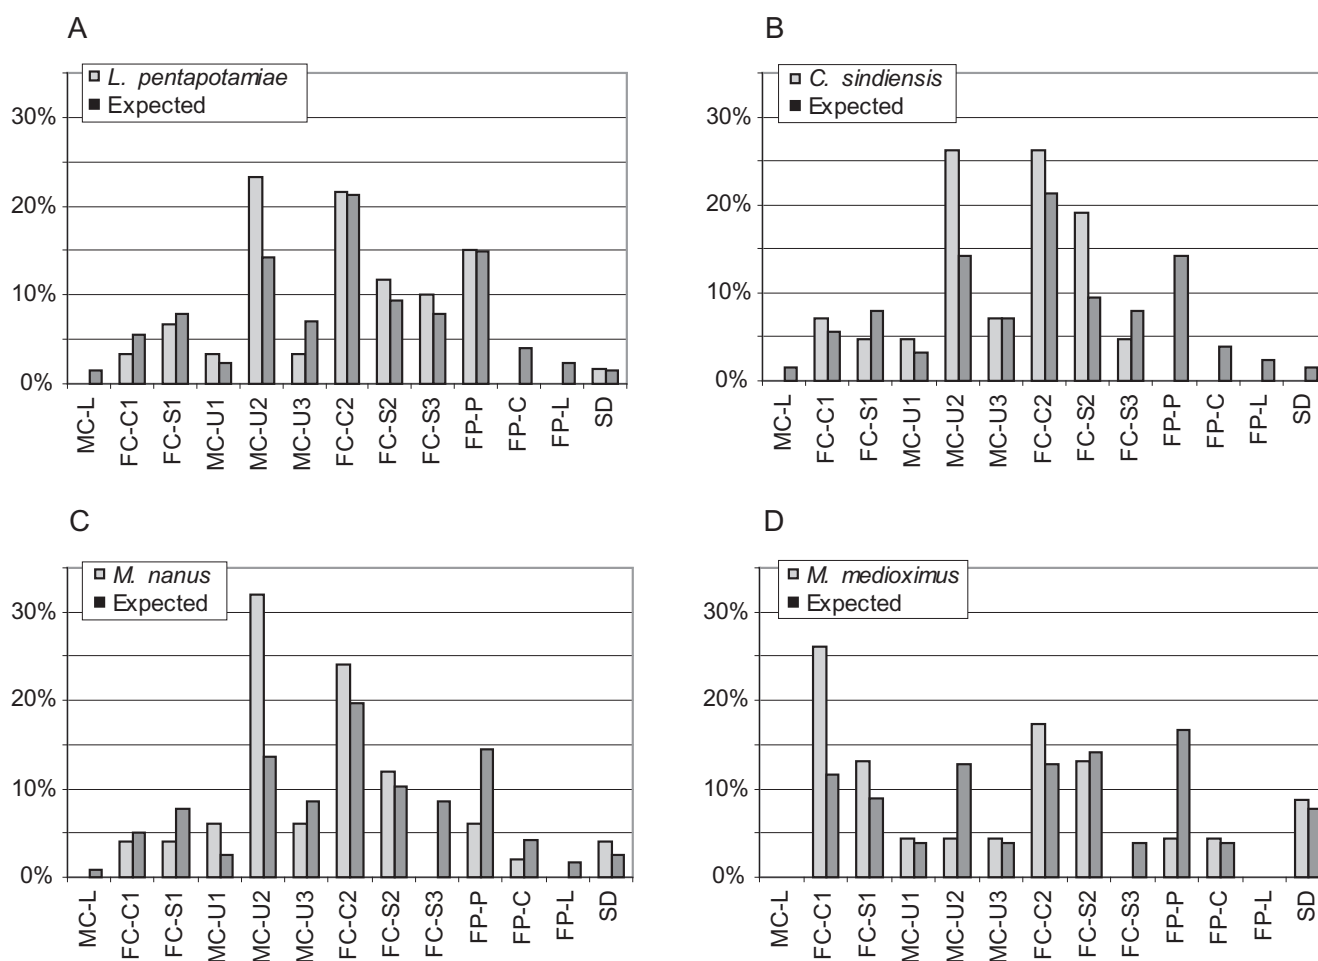 A
L. pentapotamiae
Expected
30%
20%
10%
0%
MC-L
FC-C1
FC-S1
MC-U1
MC-U2
MC-U3
FC-C2
FC-S2
FC-S3
FP-P
FP-C
FP-L
SD
B
C. sindiensis
Expected
30%
20%
10%
0%
MC-L
FC-C1
FC-S1
MC-U1
MC-U2
MC-U3
FC-C2
FC-S2
FC-S3
FP-P
FP-C
FP-L
SD
C
M. nanus
Expected
30%
20%
10%
0%
MC-L
FC-C1
FC-S1
MC-U1
MC-U2
MC-U3
FC-C2
FC-S2
FC-S3
FP-P
FP-C
FP-L
SD
D
M. medioximus
Expected
30%
20%
10%
0%
MC-L
FC-C1
FC-S1
MC-U1
MC-U2
MC-U3
FC-C2
FC-S2
FC-S3
FP-P
FP-C
FP-L
SD